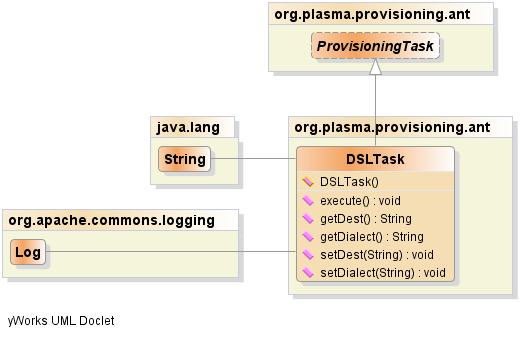 org.plasma.provisioning.ant
ProvisioningTask
java.lang
String
org.plasma.provisioning.ant
DSLTask
DSLTask()
execute() : void
getDest() : String
getDialect() : String
setDest(String) : void
setDialect(String) : void
org.apache.commons.logging
Log
yWorks UML Doclet